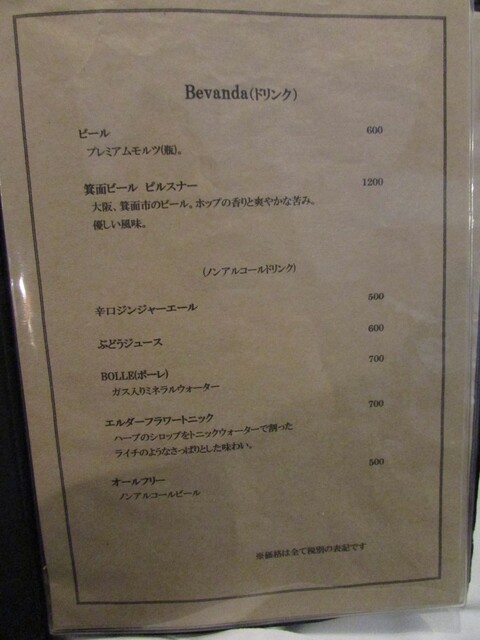 Bevanda(ドリンク)
ビール 600
プレミアムモルツ(瓶)。
箕面ビール ピルスナー 1200
大阪、箕面市のビール。ホップの香りと爽やかな苦み。
優しい風味。
(ノンアルコールドリンク)
辛口ジンジャーエール 500
ぶどうジュース 600
BOLLE(ボーレ) 700
ガス入りミネラルウォーター
エルダーフラワートニック 700
ハーブのシロップをトニックウォーターで割った
ライチのようなさっぱりとした味わい。
オールフリー 500
ノンアルコールビール
※価格は全て税別の表記です